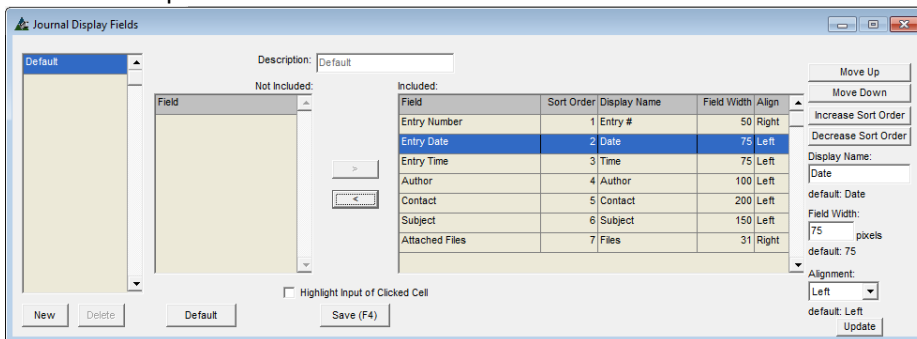 Journal Display Fields
Default
Description: Default
Not Included:
Included:
Field
Field Sort Order Display Name Field Width Align
Entry Number 1 Entry # 50 Right
Entry Date 2 Date 75 Left
Entry Time 3 Time 75 Left
Author 4 Author 100 Left
Contact 5 Contact 200 Left
Subject 6 Subject 150 Left
Attached Files 7 Files 31 Right
>
<
Move Up
Move Down
Increase Sort Order
Decrease Sort Order
Display Name:
Date
default: Date
Field Width:
75 pixels
default: 75
Alignment:
Left
default: Left
Update
Highlight Input of Clicked Cell
New Delete Default Save (F4)